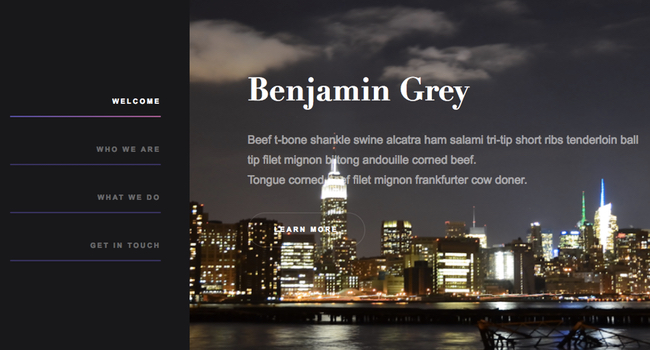 WELCOME
WHO WE ARE
WHAT WE DO
GET IN TOUCH
Benjamin Grey
Beef t-bone shankle swine alcatra ham salami tri-tip short ribs tenderloin ball
tip filet mignon biltong andouille corned beef.
Tongue corned beef filet mignon frankfurter cow doner.
LEARN MORE